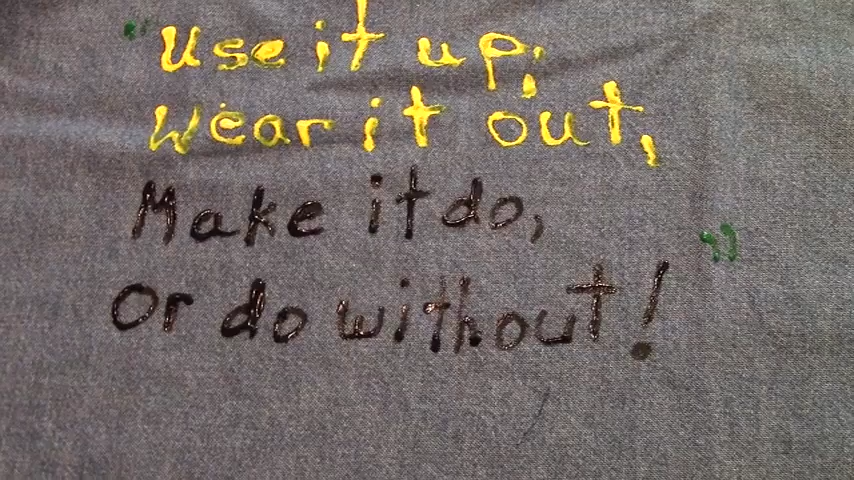 "Use it up,
Wear it out,
Make it do,
or do without!"